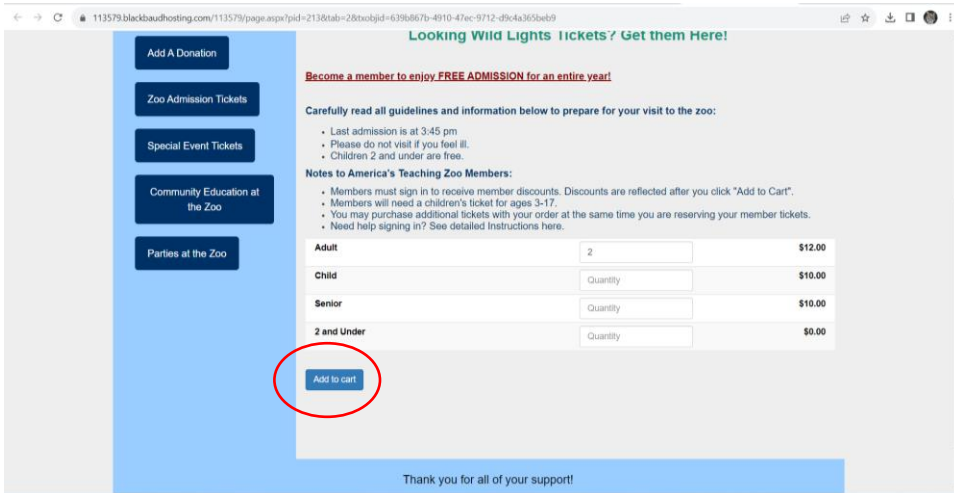 113579.blackbaudhosting.com/113579/page.aspx?pid=213&tab=2&txobjid=639b867b-4910-47ec-9712-d9c4a365beb9
Looking Wild Lights Tickets? Get them Here!
Add A Donation
Zoo Admission Tickets
Special Event Tickets
Community Education at
the Zoo
Parties at the Zoo
Become a member to enjoy FREE ADMISSION for an entire year!
Carefully read all guidelines and information below to prepare for your visit to the zoo:
• Last admission is at 3:45 pm
• Please do not visit if you feel ill.
• Children 2 and under are free.
Notes to America's Teaching Zoo Members:
• Members must sign in to receive member discounts. Discounts are reflected after you click "Add to Cart".
• Members will need a children's ticket for ages 3-17.
• You may purchase additional tickets with your order at the same time you are reserving your member tickets.
• Need help signing in? See detailed Instructions here.
Adult 2 $12.00
Child Quantity $10.00
Senior Quantity $10.00
2 and Under Quantity $0.00
Add to cart
Thank you for all of your support!